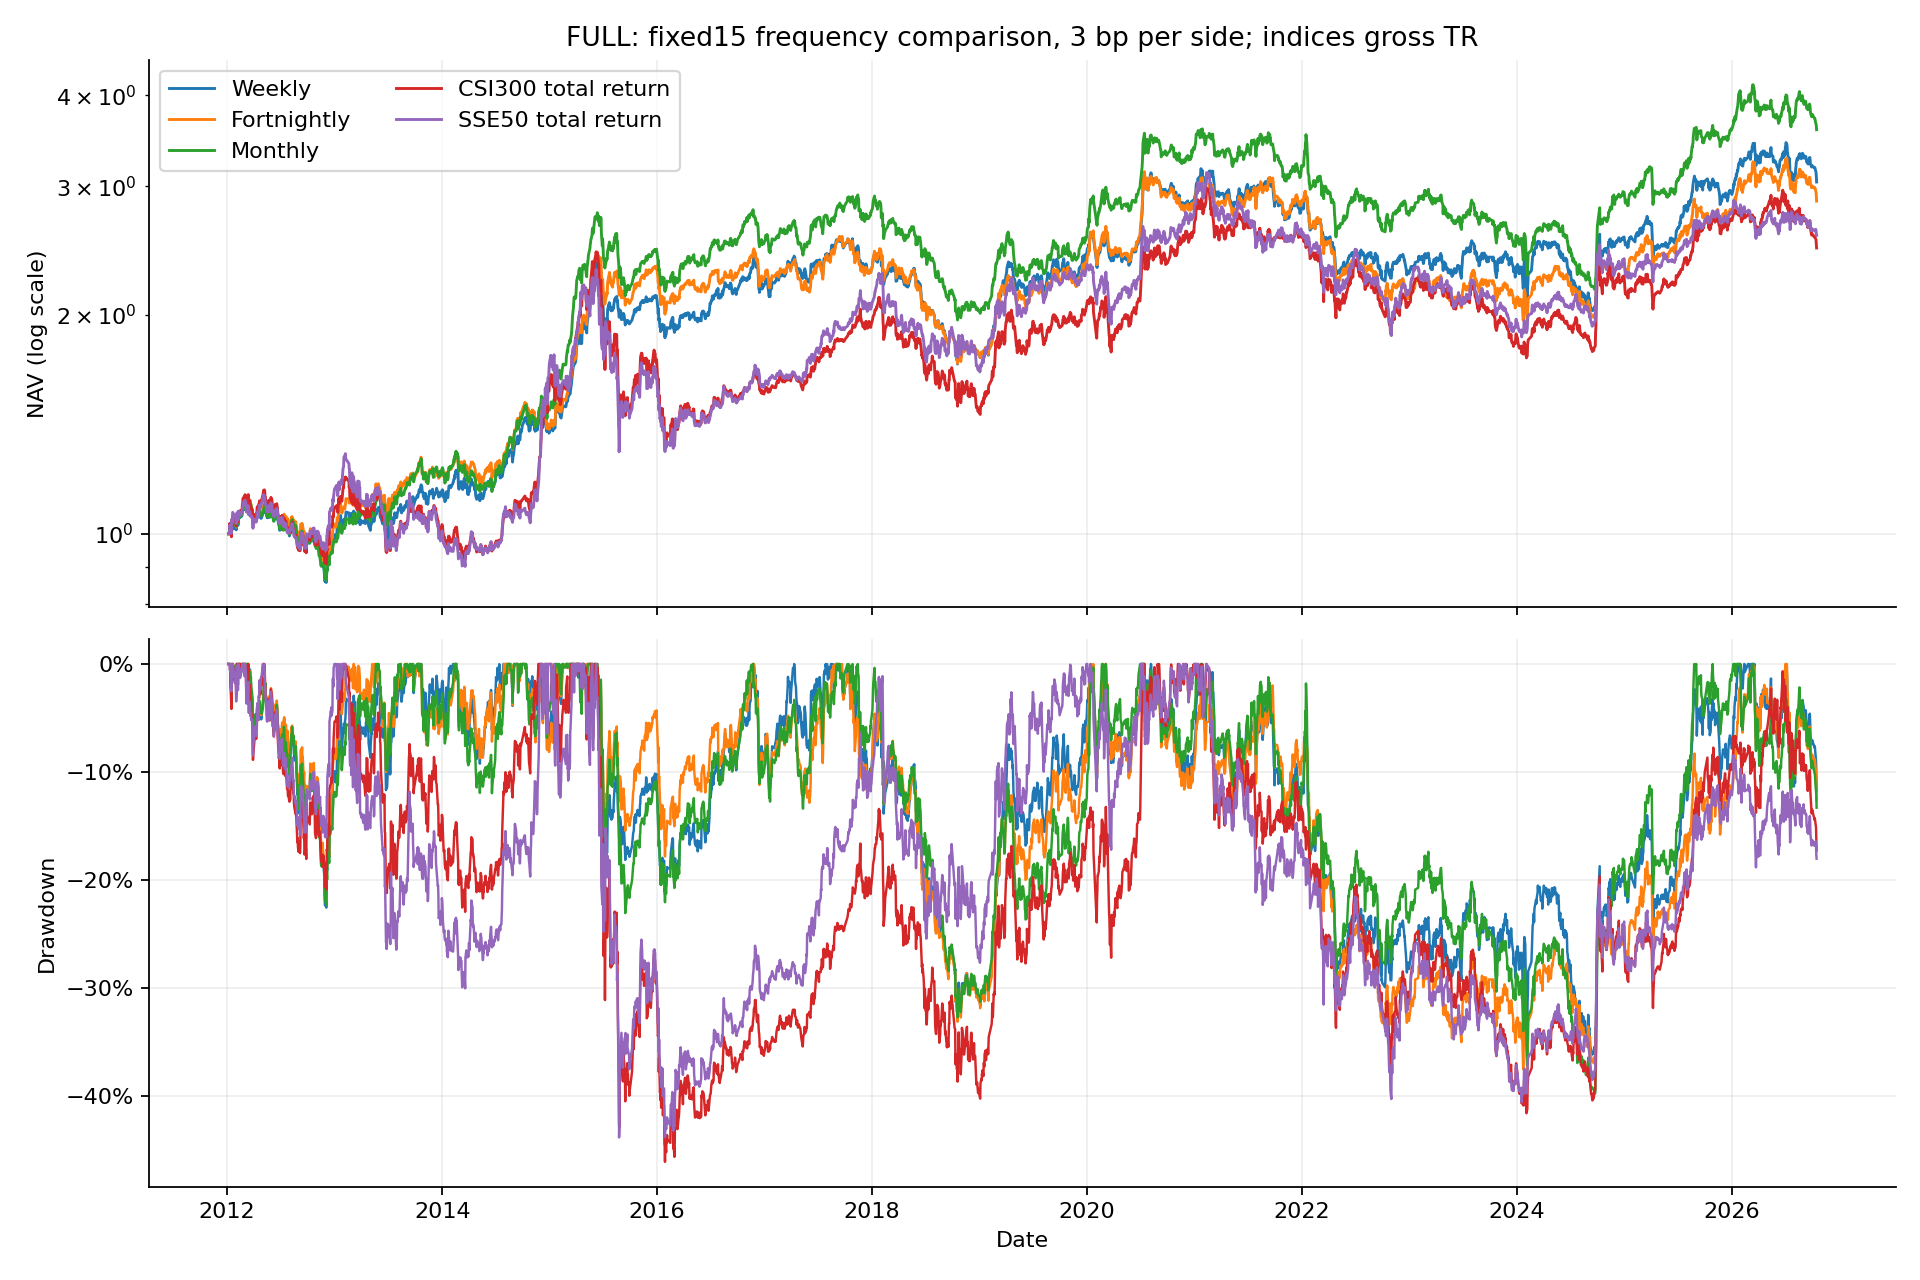 FULL: fixed15 frequency comparison, 3 bp per side; indices gross TR
Weekly
Fortnightly
Monthly
CSI300 total return
SSE50 total return
NAV (log scale)
4 × 10⁰
3 × 10⁰
2 × 10⁰
10⁰
Drawdown
0%
−10%
−20%
−30%
−40%
2012 2014 2016 2018 2020 2022 2024 2026
Date